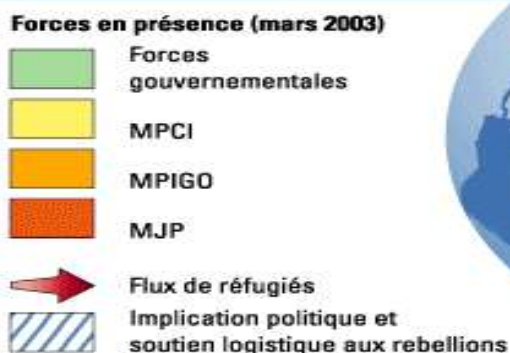 Forces en présence (mars 2003)
Forces
gouvernementales
MPCI
MPIGO
MJP
Flux de réfugiés
Implication politique et
soutien logistique aux rebellions